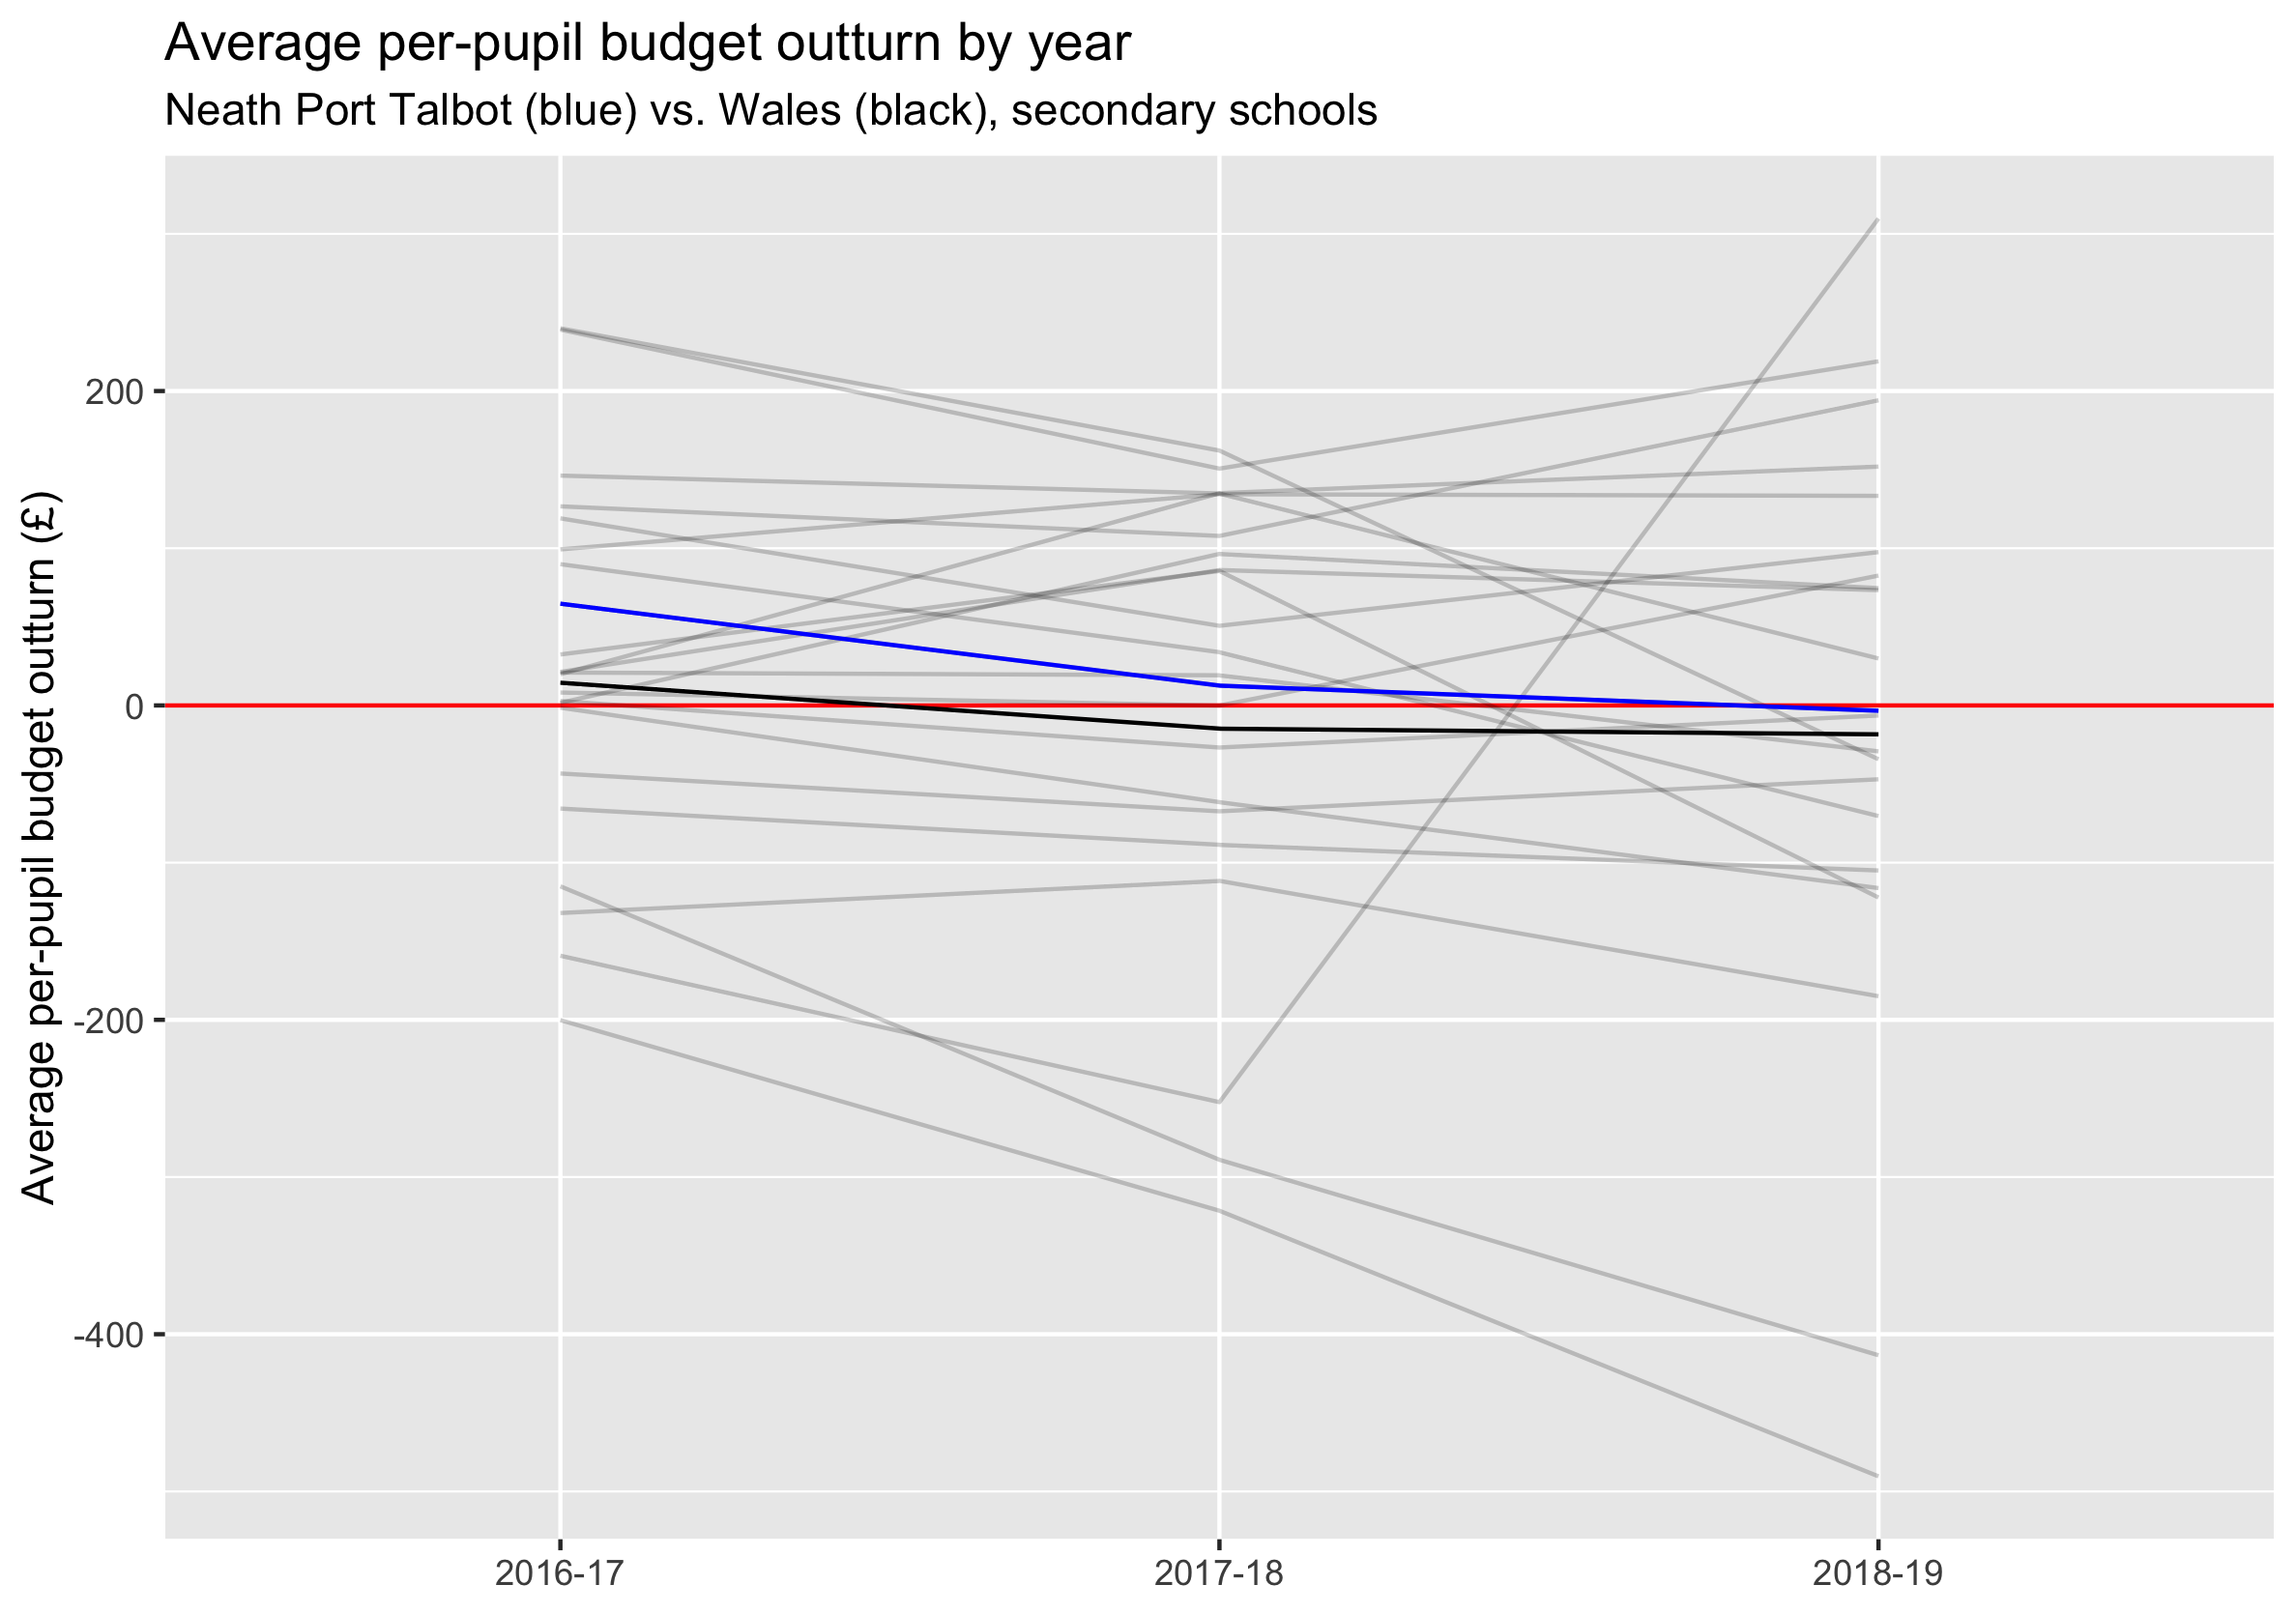 Average per-pupil budget outturn by year
Neath Port Talbot (blue) vs. Wales (black), secondary schools
Average per-pupil budget outturn (£)
200
0
-200
-400
2016-17
2017-18
2018-19